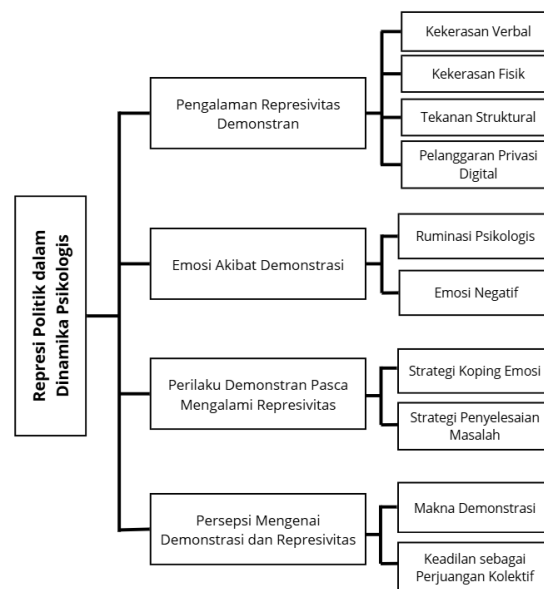 Represi Politik dalam
Dinamika Psikologis
Pengalaman Represivitas
Demonstran
Kekerasan Verbal
Kekerasan Fisik
Tekanan Struktural
Pelanggaran Privasi
Digital
Emosi Akibat Demonstrasi
Ruminasi Psikologis
Emosi Negatif
Perilaku Demonstran Pasca
Mengalami Represivitas
Strategi Koping Emosi
Strategi Penyelesaian
Masalah
Persepsi Mengenai
Demonstrasi dan Represivitas
Makna Demonstrasi
Keadilan sebagai
Perjuangan Kolektif